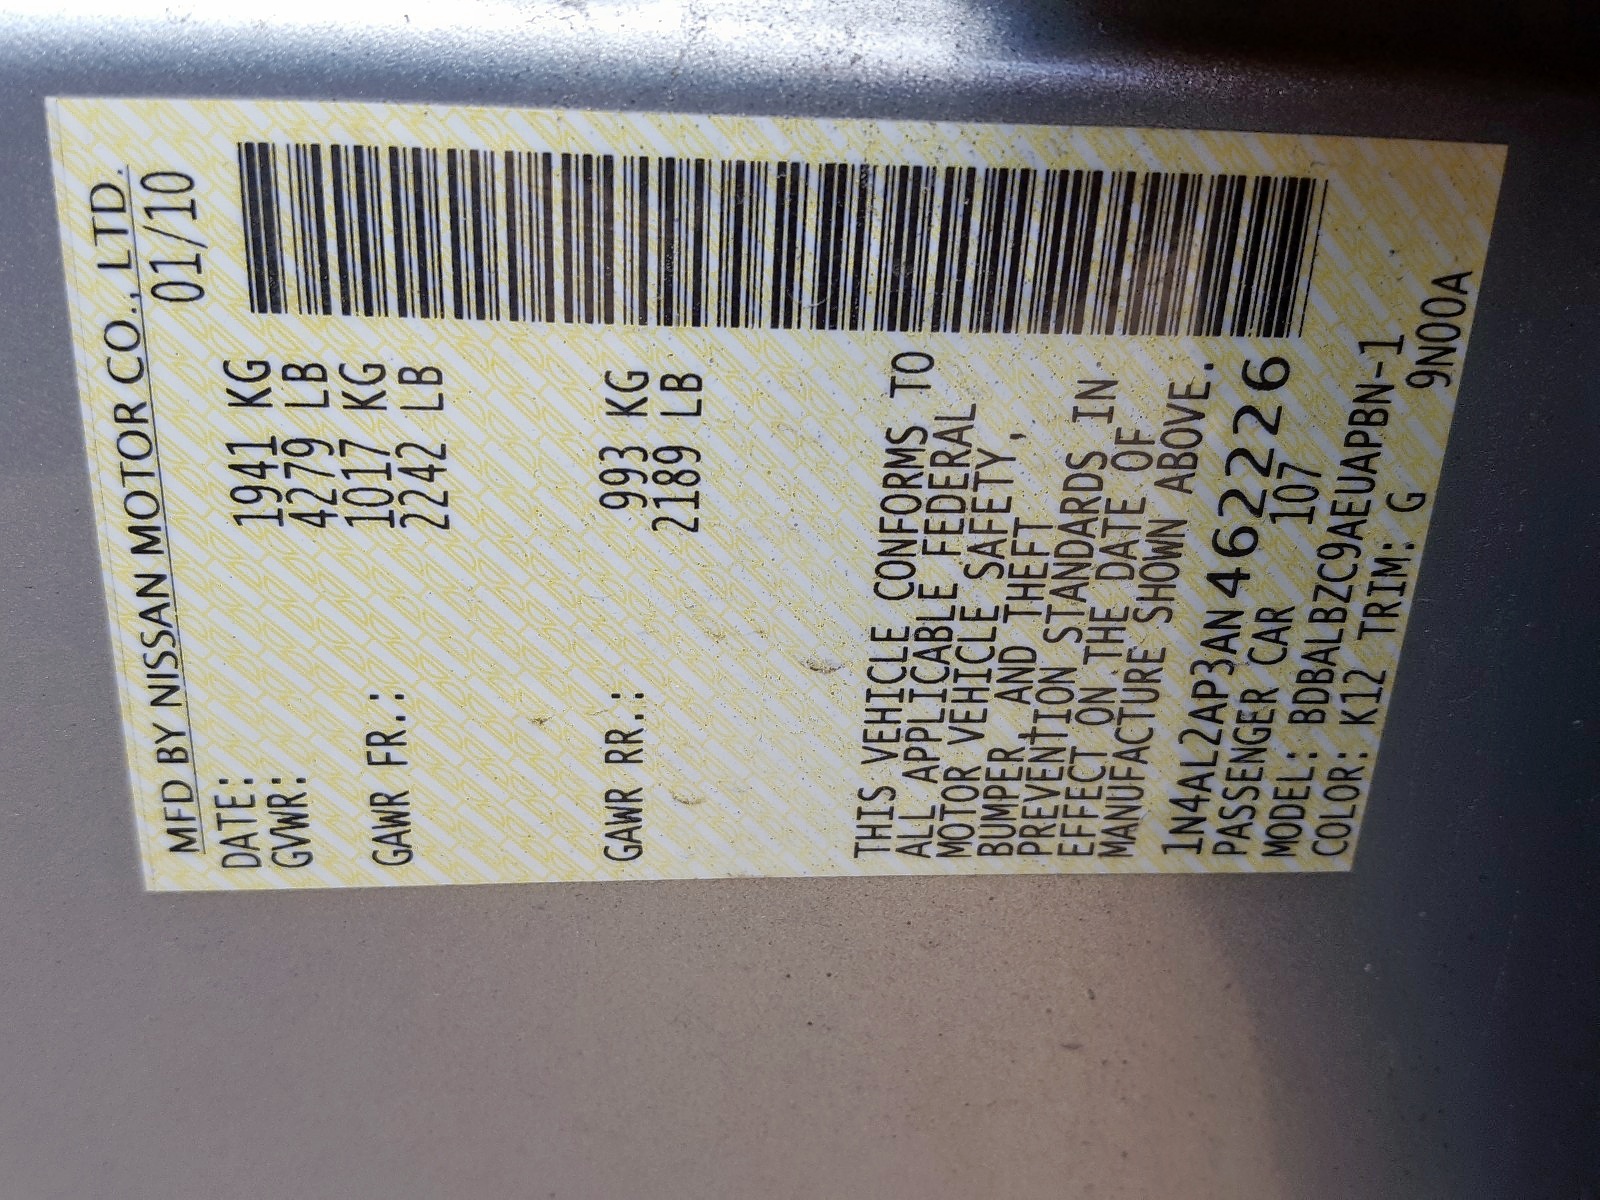 MFD BY NISSAN MOTOR CO., LTD.
DATE: 01/10
GVWR: 1941 KG
4279 LB
GAWR FR.: 1017 KG
2242 LB
GAWR RR.: 993 KG
2189 LB
THIS VEHICLE CONFORMS TO
ALL APPLICABLE FEDERAL
MOTOR VEHICLE SAFETY,
BUMPER AND THEFT
PREVENTION STANDARDS IN
EFFECT ON THE DATE OF
MANUFACTURE SHOWN ABOVE.
1N4AL2AP3AN462226
PASSENGER CAR 107
MODEL: BDBALBZC9AEUAPBN-1
COLOR: K12 TRIM: G 9N00A